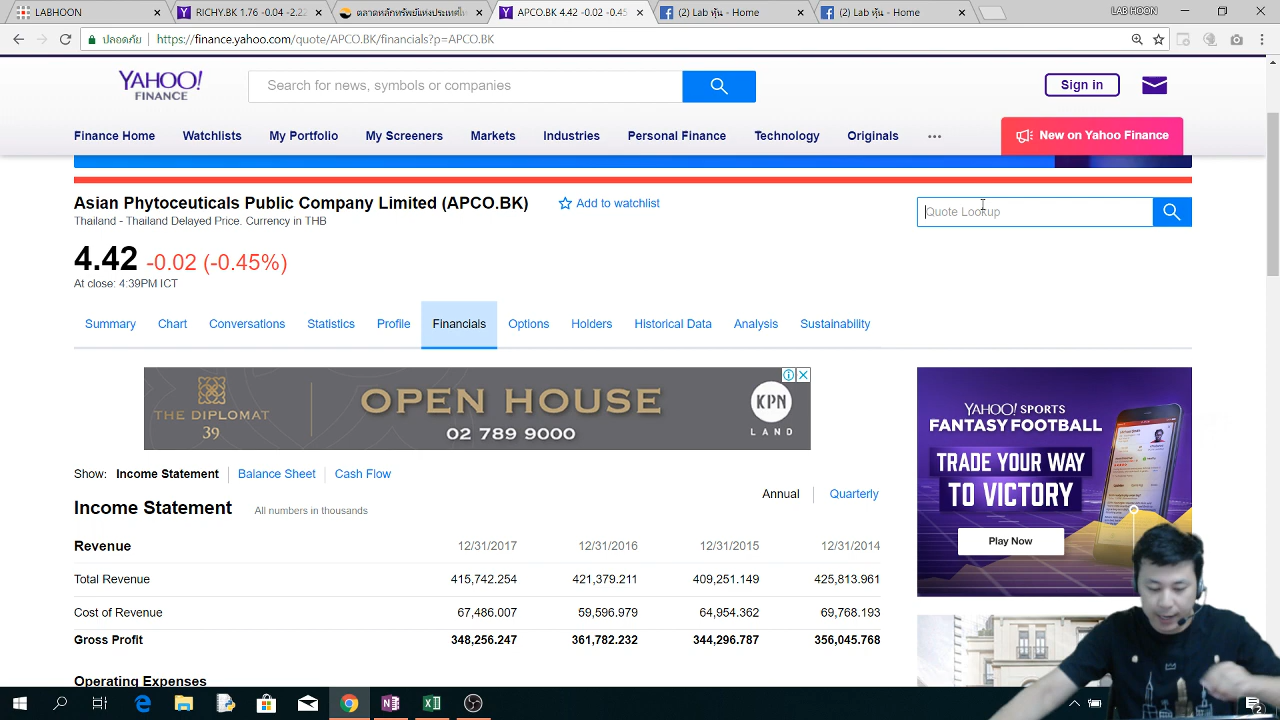 LABHOON
RICHY.BK 1.76 -0.04 -2.22
APCO.BK 4.42 -0.02 -0.45
(2) Lab หุ้น - Home
(2) Lab หุ้น - Home
LAB HOON
ปลอดภัย
https://finance.yahoo.com/quote/APCO.BK/financials?p=APCO.BK
YAHOO!
FINANCE
Search for news, symbols or companies
Sign in
Finance Home
Watchlists
My Portfolio
My Screeners
Markets
Industries
Personal Finance
Technology
Originals
New on Yahoo Finance
Asian Phytoceuticals Public Company Limited (APCO.BK)
Add to watchlist
Thailand - Thailand Delayed Price. Currency in THB
Quote Lookup
4.42 -0.02 (-0.45%)
At close: 4:39PM ICT
Summary
Chart
Conversations
Statistics
Profile
Financials
Options
Holders
Historical Data
Analysis
Sustainability
THE DIPLOMAT
39
OPEN HOUSE
02 789 9000
KPN
LAND
YAHOO! SPORTS
FANTASY FOOTBALL
TRADE YOUR WAY
TO VICTORY
Play Now
Show: Income Statement Balance Sheet Cash Flow
Annual Quarterly
Income Statement All numbers in thousands
Revenue 12/31/2017 12/31/2016 12/31/2015 12/31/2014
Total Revenue 415,742.254 421,379.211 409,251.149 425,813.961
Cost of Revenue 67,486.007 59,596.979 64,954.362 69,768.193
Gross Profit 348,256.247 361,782.232 344,296.787 356,045.768
Operating Expenses
2